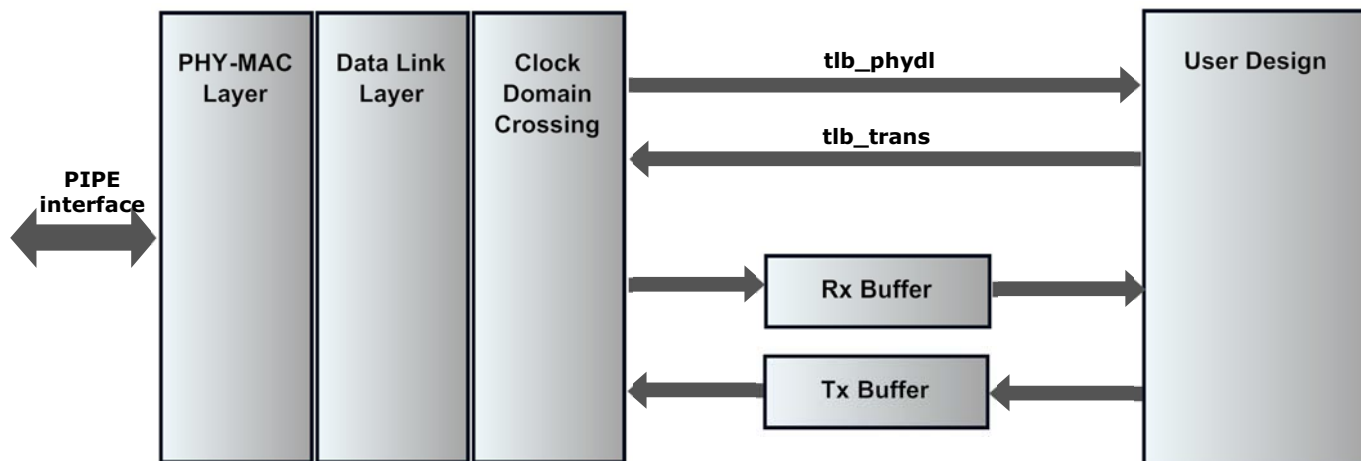 PHY-MAC
Layer
Data Link
Layer
Clock
Domain
Crossing
tlb_phydl
User Design
tlb_trans
PIPE
interface
Rx Buffer
Tx Buffer